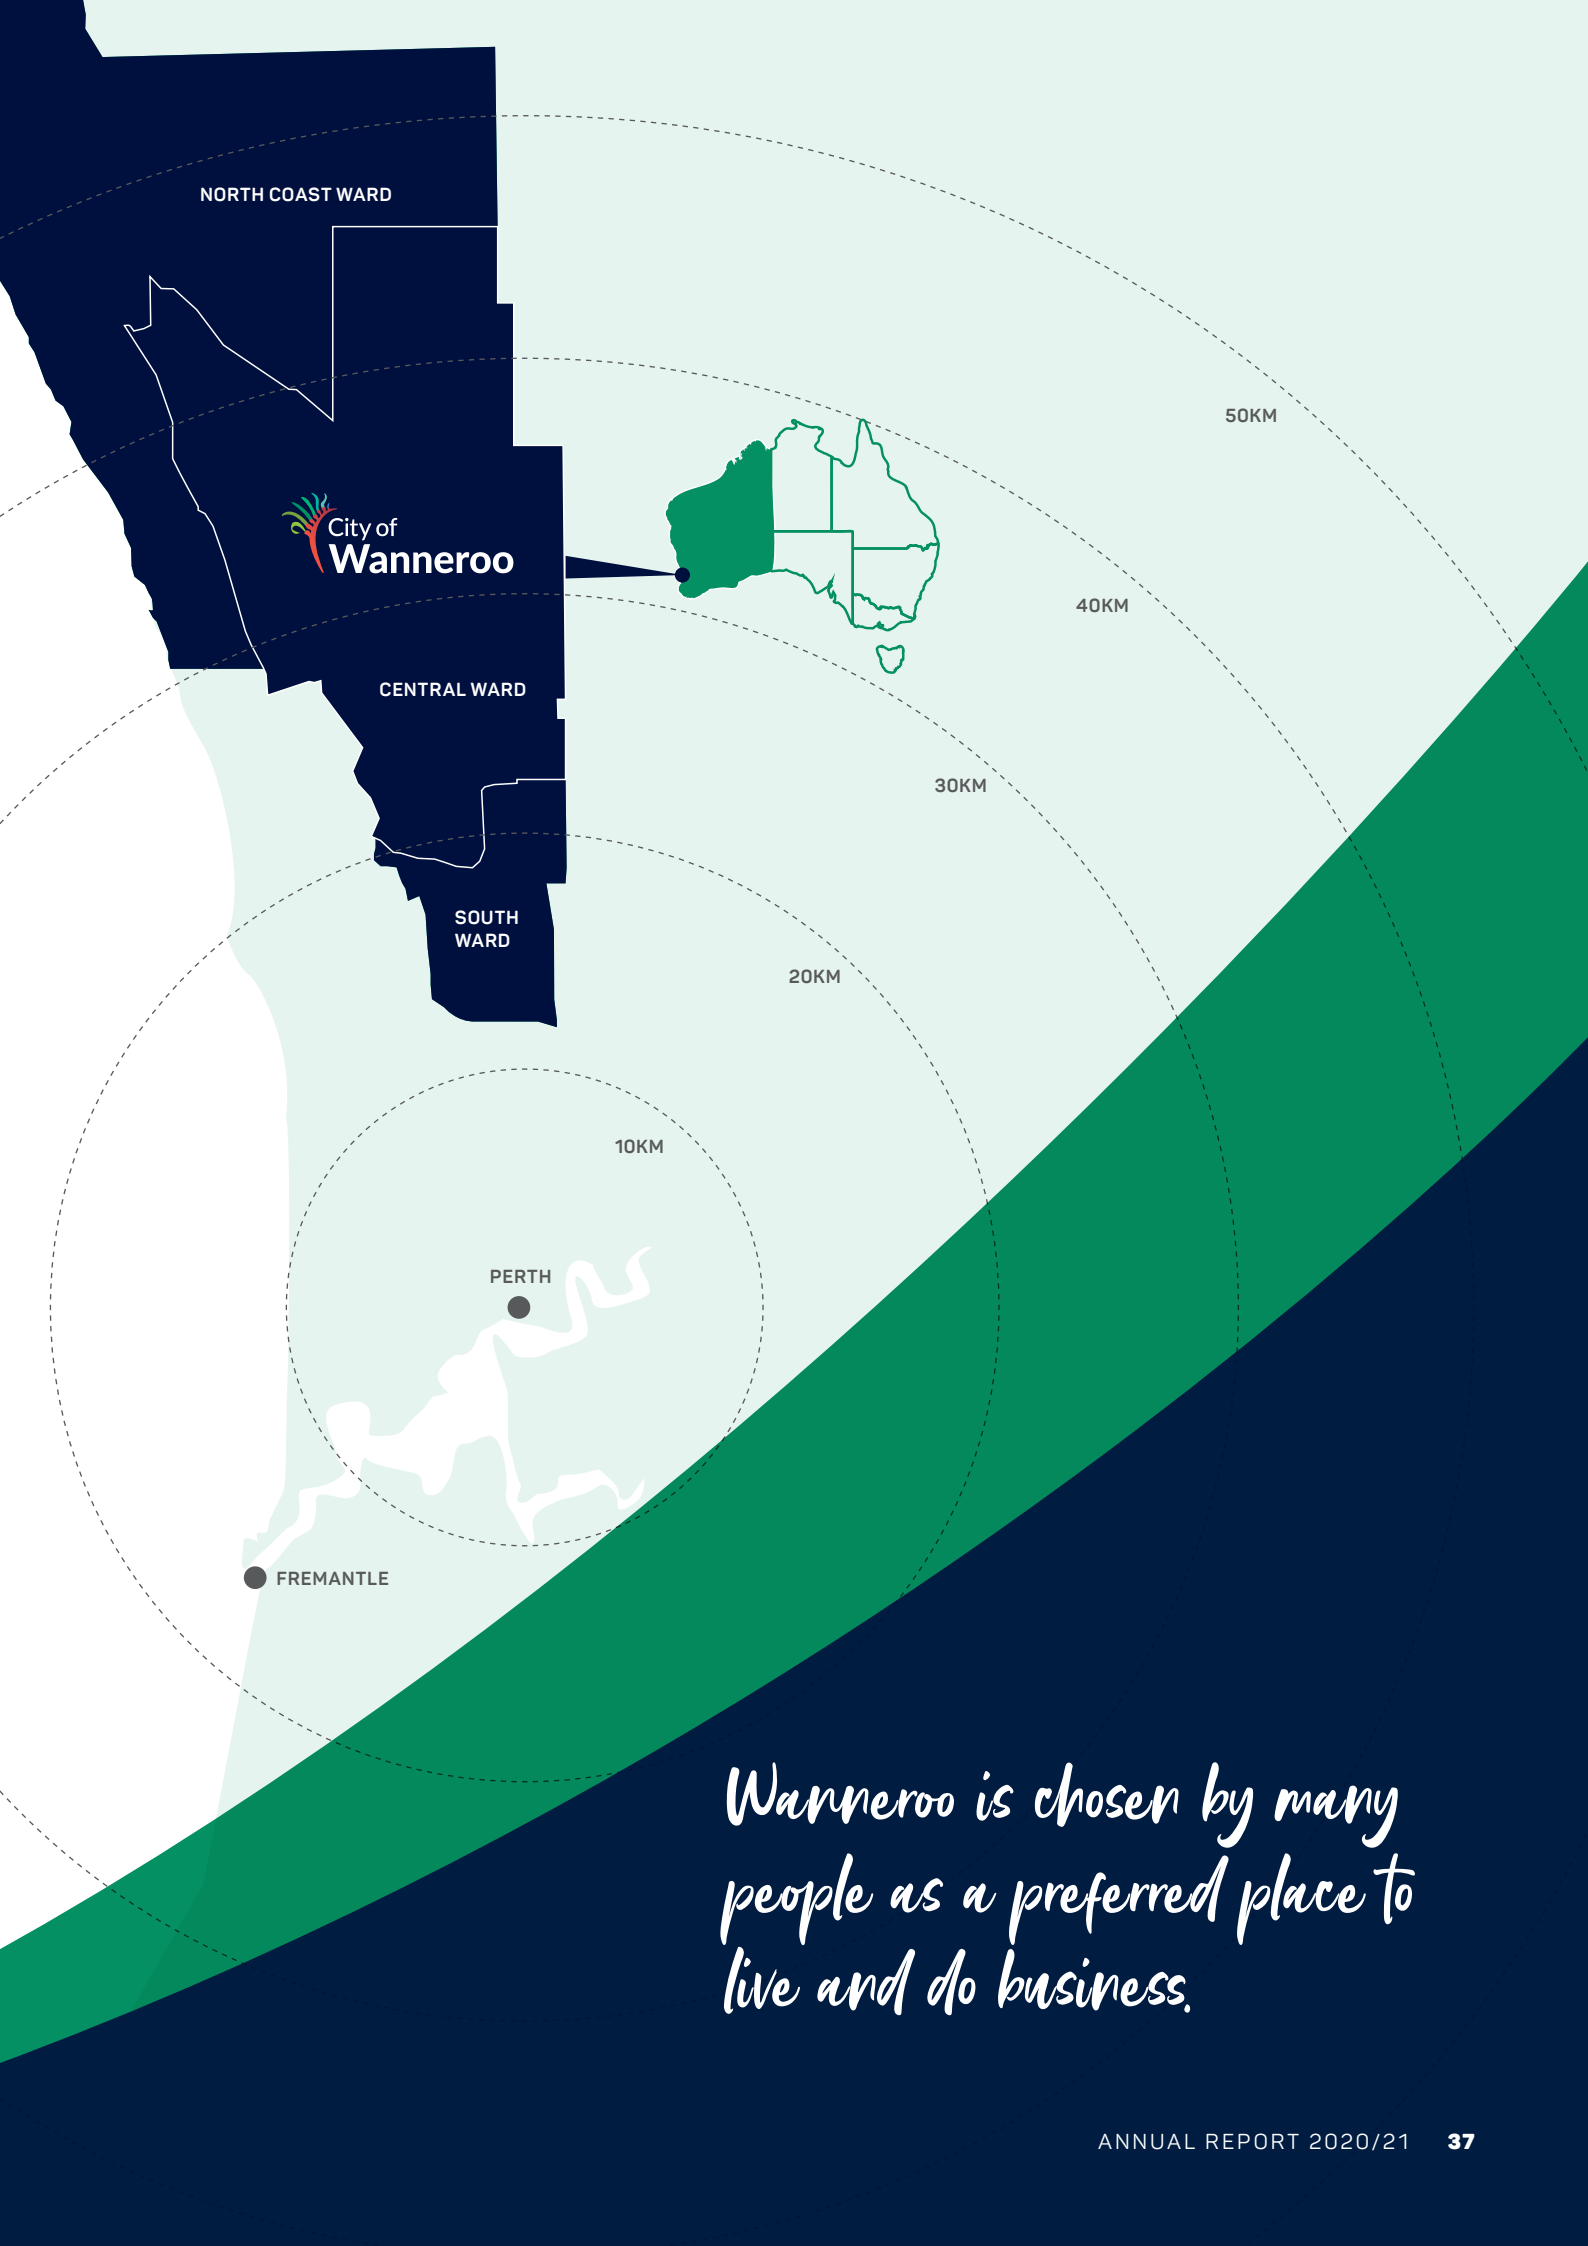 NORTH COAST WARD
50KM
City of
Wanneroo
40KM
CENTRAL WARD
30KM
SOUTH
WARD
20KM
10KM
PERTH
FREMANTLE
Wanneroo is chosen by many
people as a preferred place to
live and do business.
ANNUAL REPORT 2020/21 37